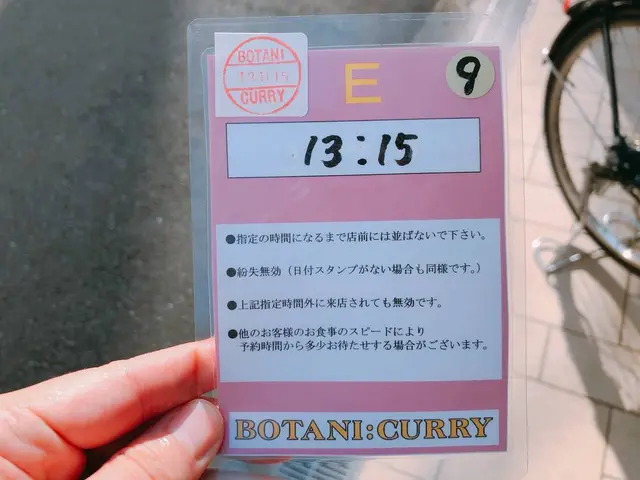 BOTANI
CURRY
E
9
13:15
●指定の時間になるまで店前には並ばないで下さい。
●紛失無効（日付スタンプがない場合も同様です。）
●上記指定時間外に来店されても無効です。
●他のお客様のお食事のスピードにより
予約時間から多少お待たせする場合がございます。
BOTANI:CURRY